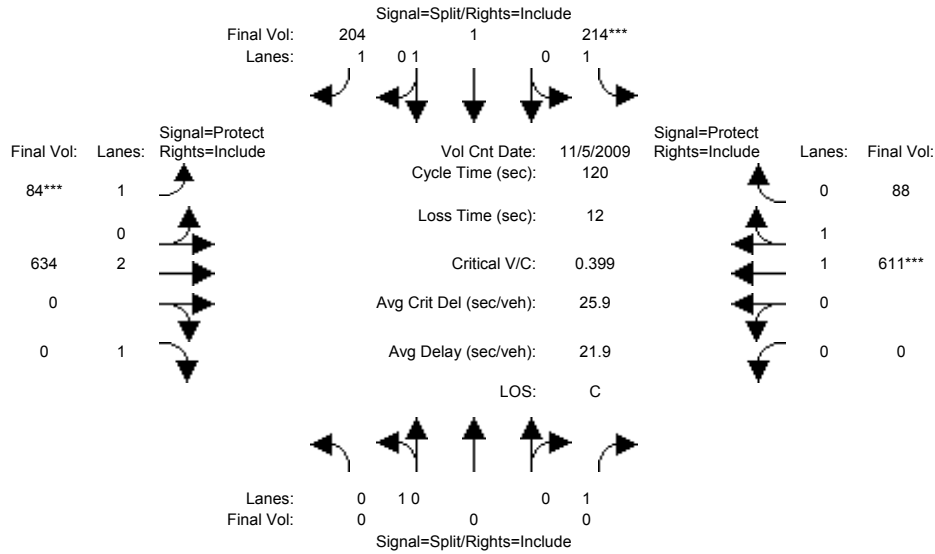 Signal=Split/Rights=Include
Final Vol: 204 1 214***
Lanes: 1 0 1 0 1
Signal=Protect
Final Vol: Lanes: Rights=Include
Vol Cnt Date: 11/5/2009
Signal=Protect
Rights=Include Lanes: Final Vol:
Cycle Time (sec): 120
84*** 1
0 88
Loss Time (sec): 12
0
1
634 2
Critical V/C: 0.399
1 611***
0
Avg Crit Del (sec/veh): 25.9
0
0 1
Avg Delay (sec/veh): 21.9
0 0
LOS: C
Lanes: 0 1 0 0 1
Final Vol: 0 0 0
Signal=Split/Rights=Include